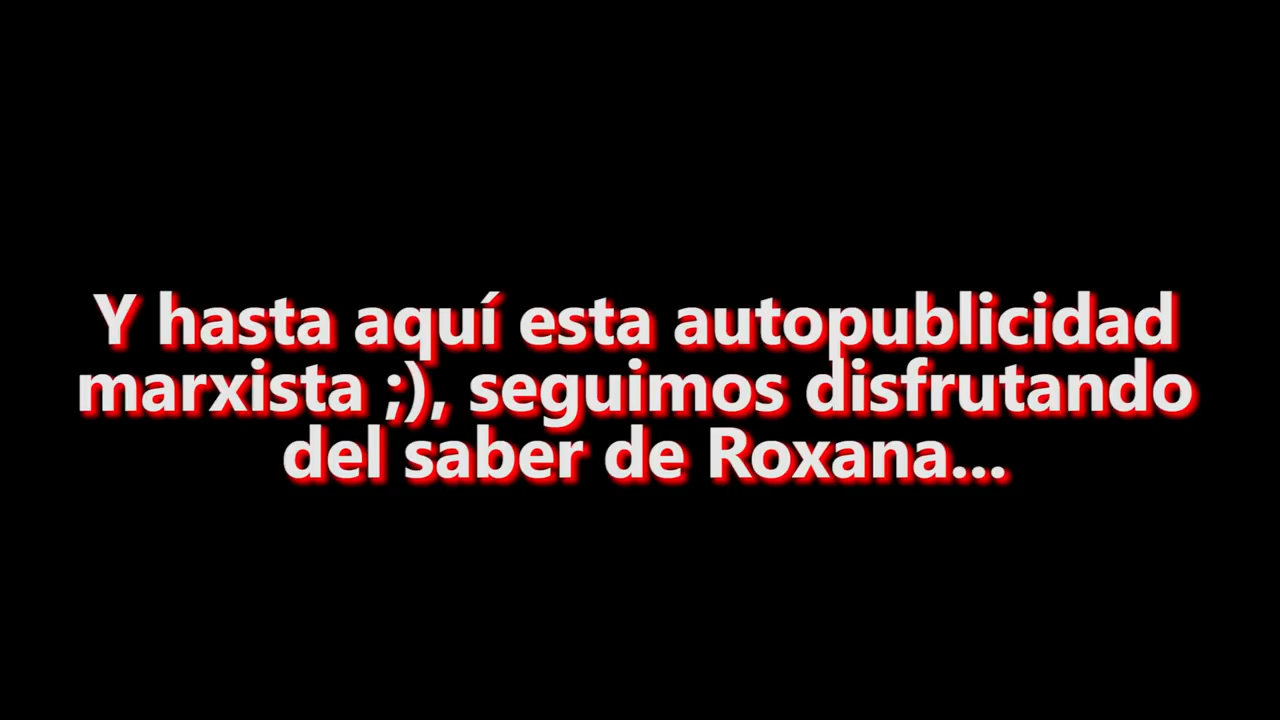 Y hasta aquí esta autopublicidad
marxista ;), seguimos disfrutando
del saber de Roxana...